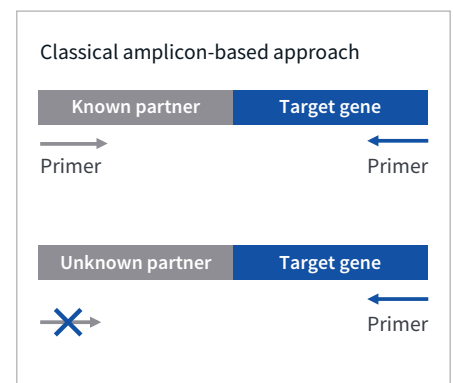 Classical amplicon-based approach
Known partner Target gene
Primer Primer
Unknown partner Target gene
Primer